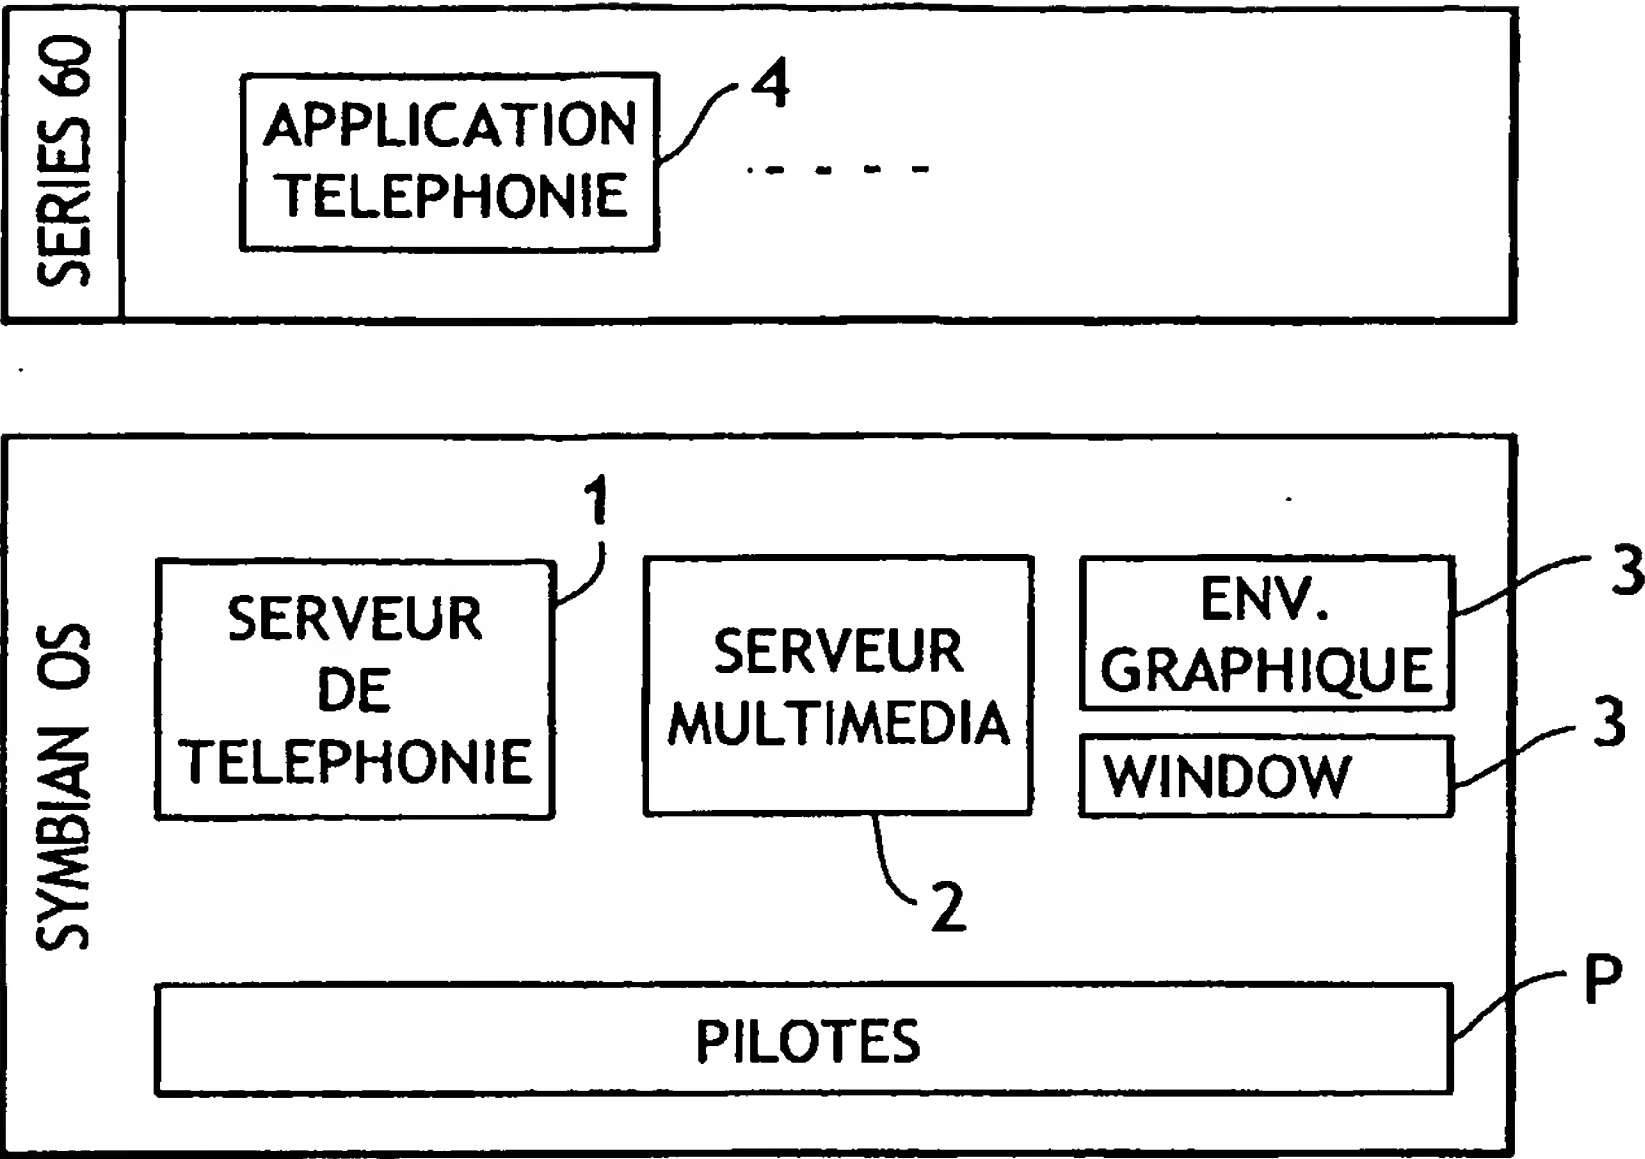 SERIES 60
APPLICATION
TELEPHONIE
4
SYMBIAN OS
1
SERVEUR
DE
TELEPHONIE
SERVEUR
MULTIMEDIA
2
ENV.
GRAPHIQUE
3
WINDOW
3
PILOTES
P